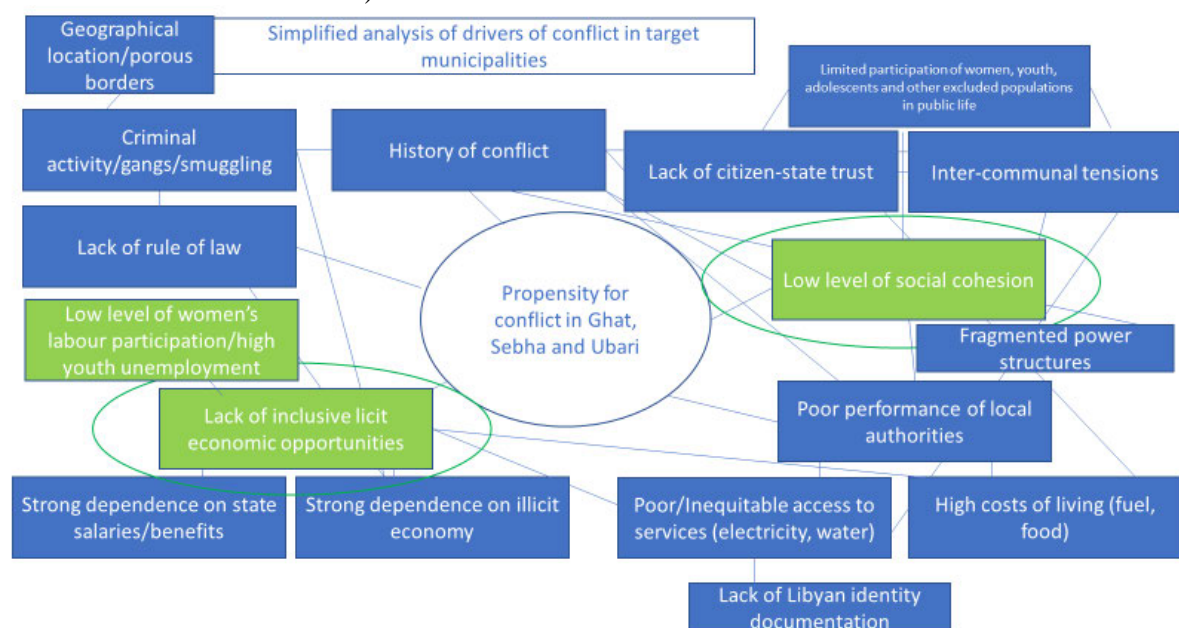 Geographical
location/porous
borders
Simplified analysis of drivers of conflict in target
municipalities
Limited participation of women, youth,
adolescents and other excluded populations
in public life
Criminal
activity/gangs/smuggling
History of conflict
Lack of citizen-state trust
Inter-communal tensions
Lack of rule of law
Low level of social cohesion
Propensity for
conflict in Ghat,
Sebha and Ubari
Low level of women's
labour participation/high
youth unemployment
Fragmented power
structures
Lack of inclusive licit
economic opportunities
Poor performance of local
authorities
Strong dependence on state
salaries/benefits
Strong dependence on illicit
economy
Poor/Inequitable access to
services (electricity, water)
High costs of living (fuel,
food)
Lack of Libyan identity
documentation